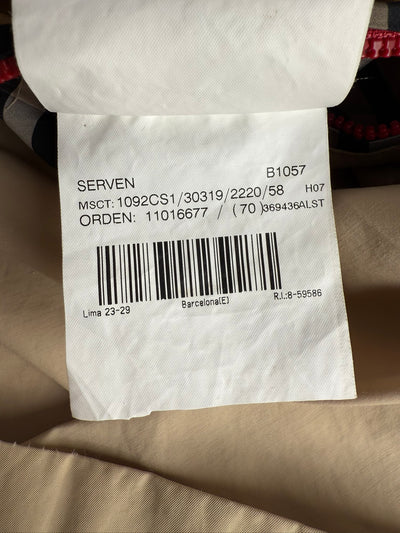 SERVEN B1057
MSCT: 1092CS1/30319/2220/58 H07
ORDEN: 11016677 / (70) 369436ALST
Lima 23-29 Barcelona(E) R.I.:8-59586